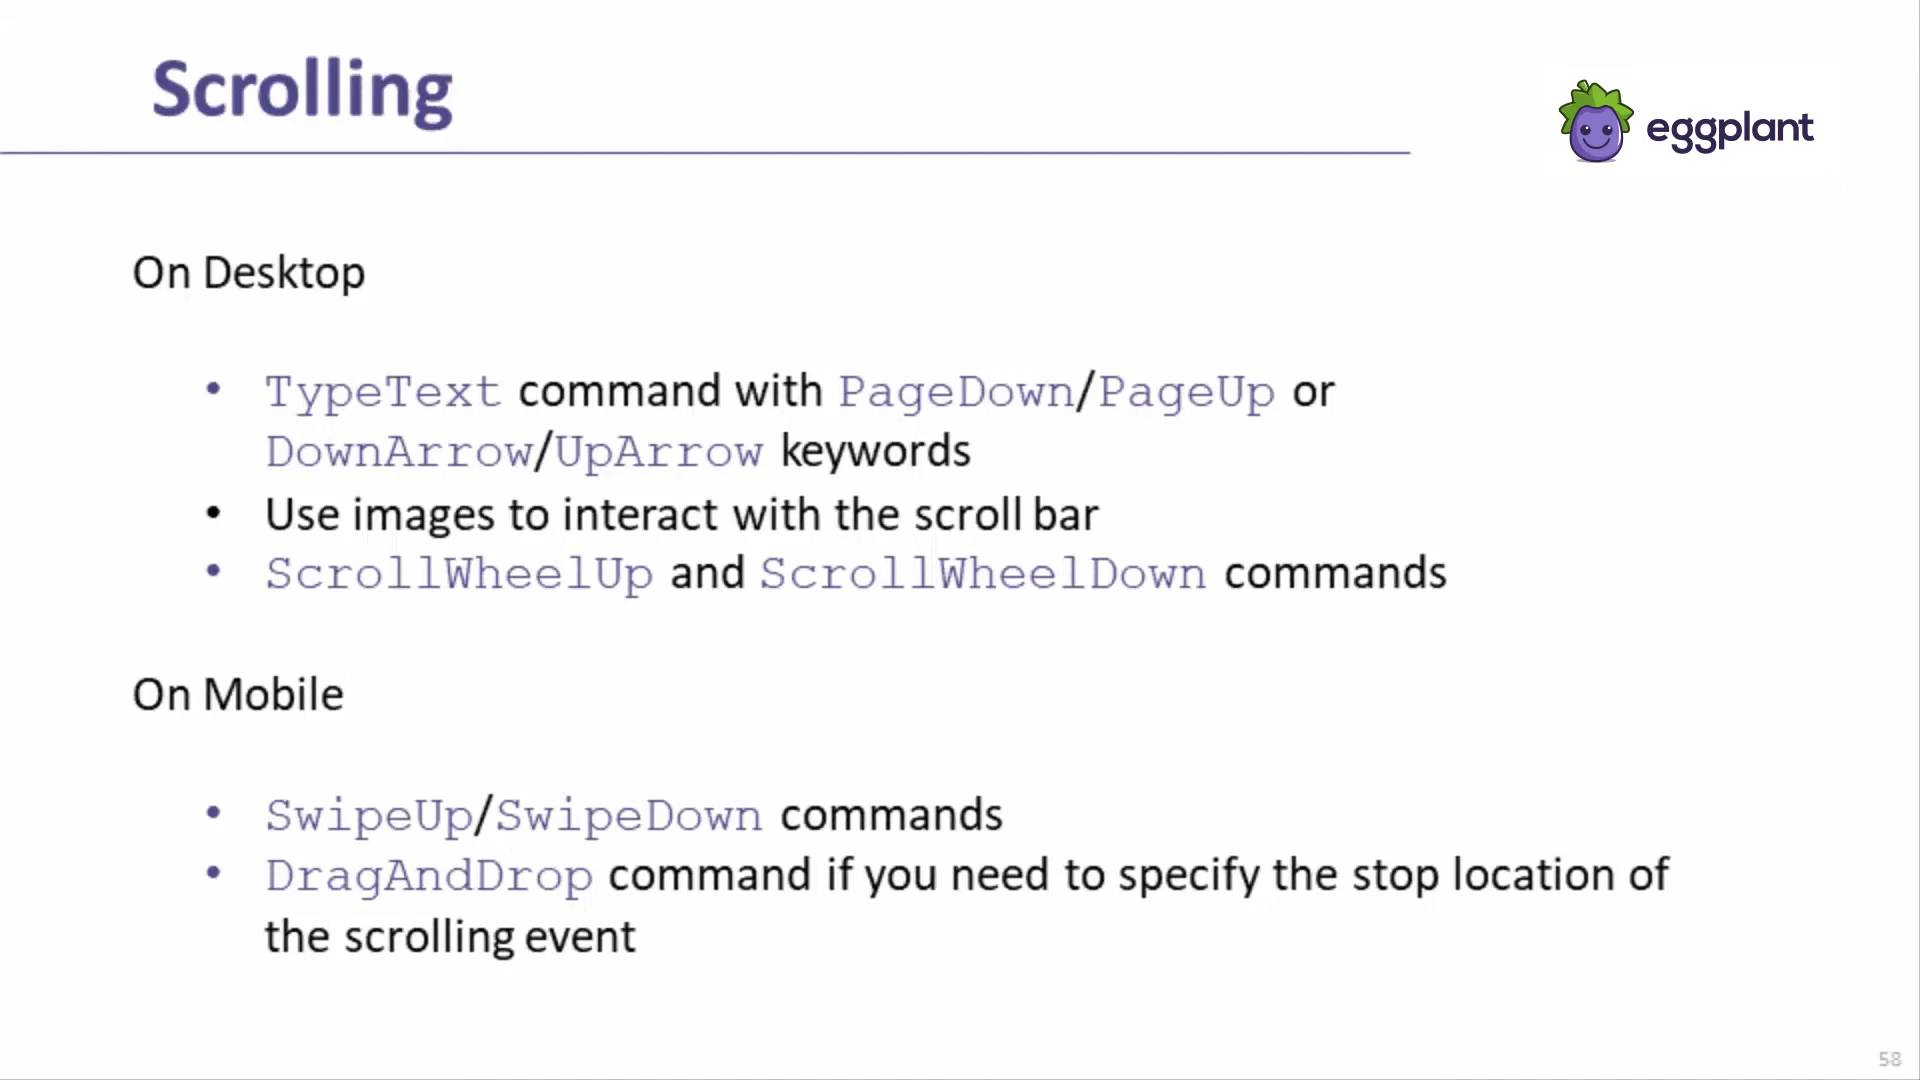 Scrolling
eggplant
On Desktop
• TypeText command with PageDown/PageUp or
DownArrow/UpArrow keywords
• Use images to interact with the scroll bar
• ScrollWheelUp and ScrollWheelDown commands
On Mobile
• SwipeUp/SwipeDown commands
• DragAndDrop command if you need to specify the stop location of
the scrolling event
58